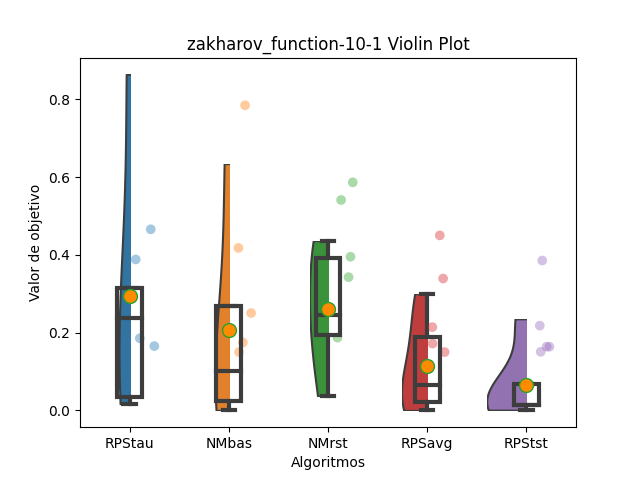 zakharov_function-10-1 Violin Plot
Valor de objetivo
0.8
0.6
0.4
0.2
0.0
RPStau NMbas NMrst RPSavg RPStst
Algoritmos